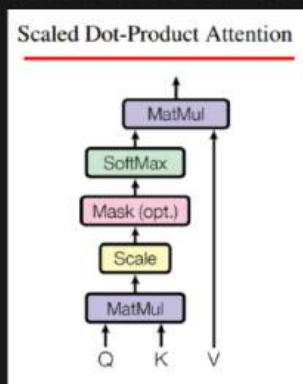 Scaled Dot-Product Attention
MatMul
SoftMax
Mask (opt.)
Scale
MatMul
Q K V